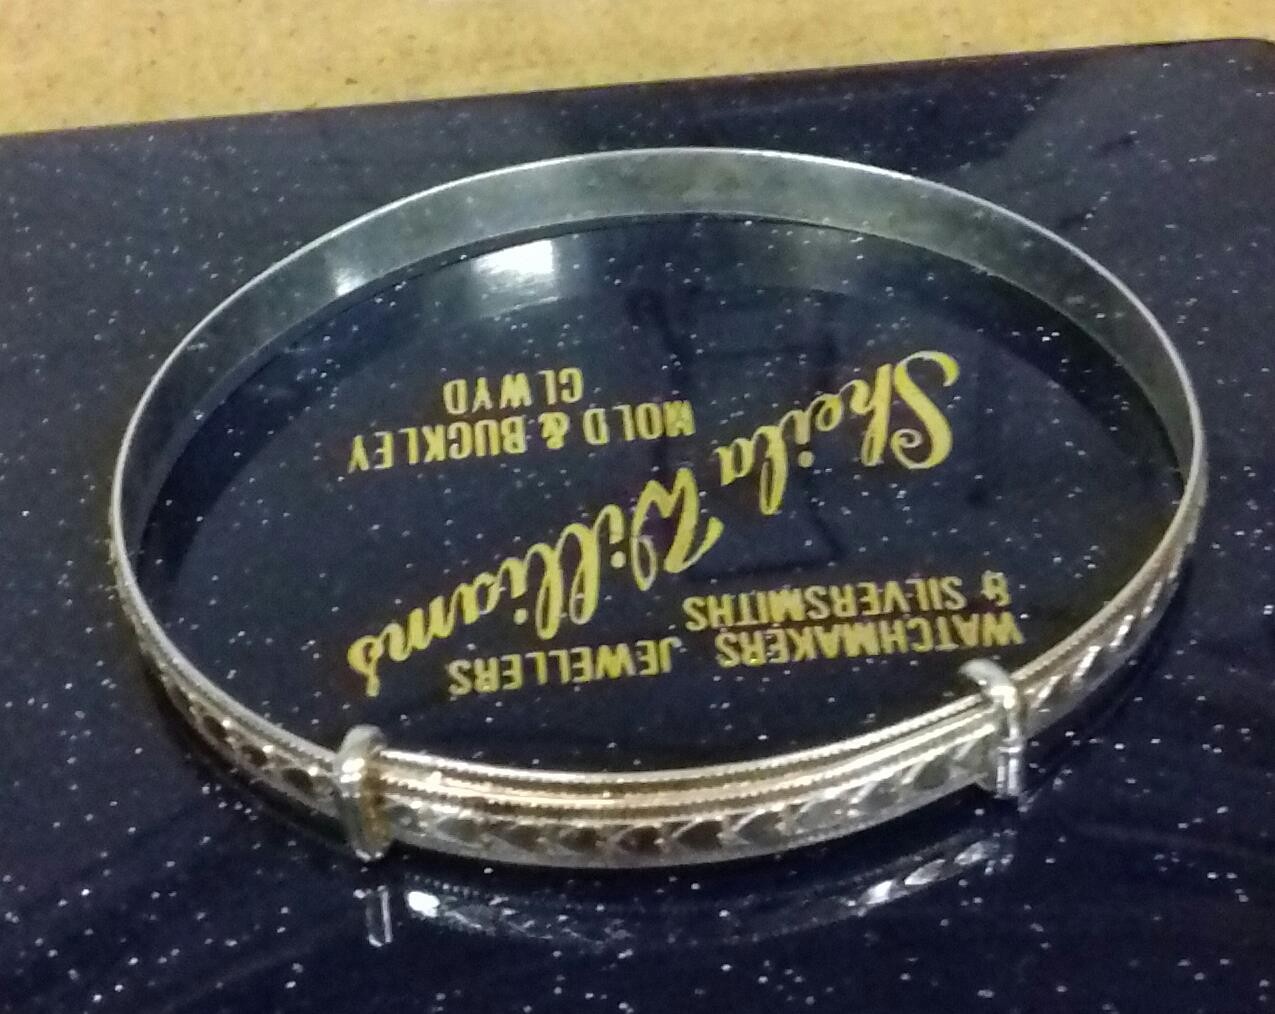 WATCHMAKERS JEWELLERS
& SILVERSMITHS
Sheila Williams
MOLD & BUCKLEY
CLWYD